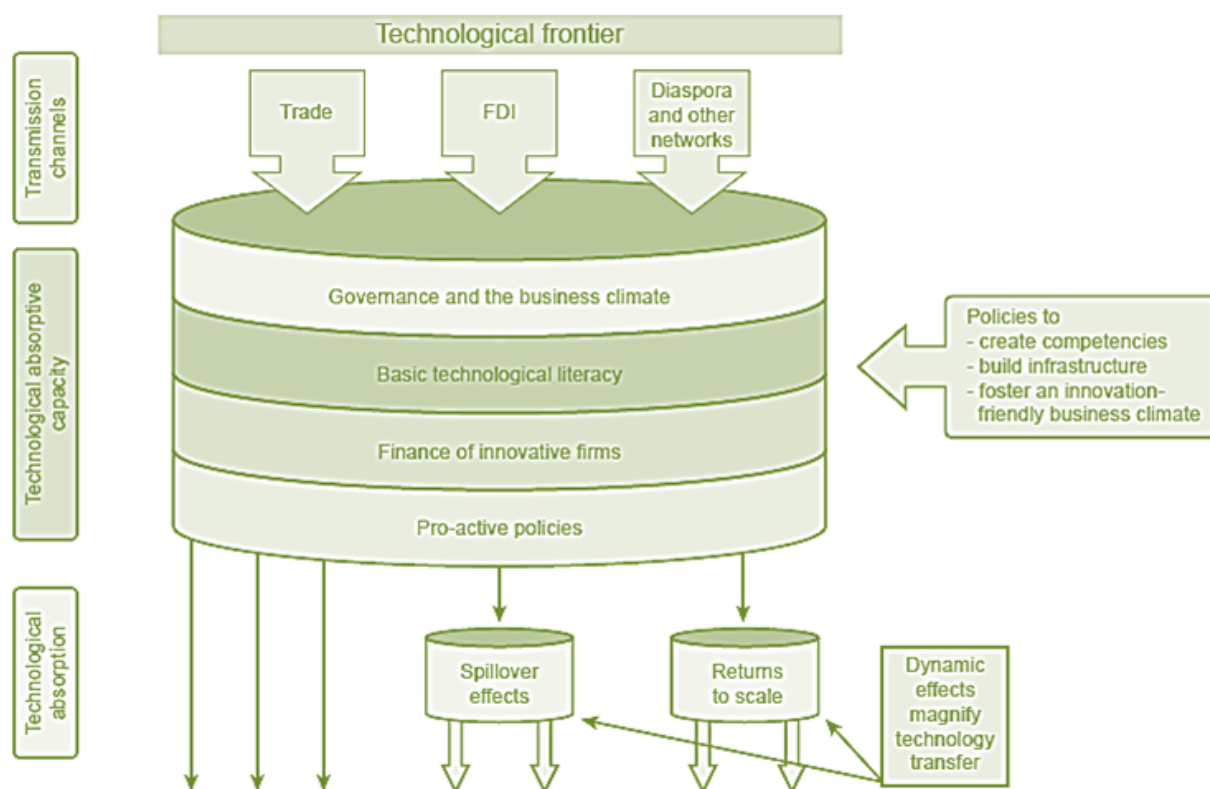 Technological frontier
Transmission
channels
Trade
FDI
Diaspora
and other
networks
Technological absorptive
capacity
Governance and the business climate
Basic technological literacy
Finance of innovative firms
Pro-active policies
Policies to
- create competencies
- build infrastructure
- foster an innovation-
friendly business climate
Technological
absorption
Spillover
effects
Returns
to scale
Dynamic
effects
magnify
technology
transfer